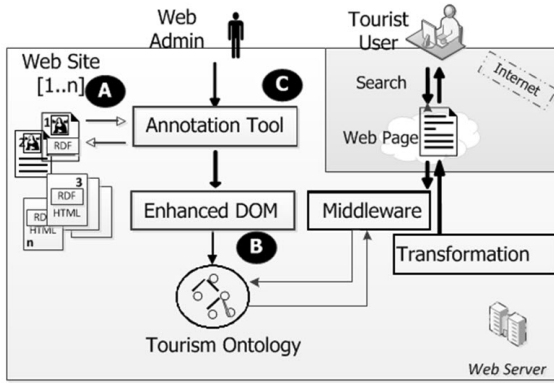 Web
Admin
Tourist
User
Web Site
[1..n]
A
C
Search
Internet
1
RDF
2
Annotation Tool
Web Page
3
RDF
HTML
RD
HTML
n
Enhanced DOM
Middleware
B
Transformation
Tourism Ontology
Web Server